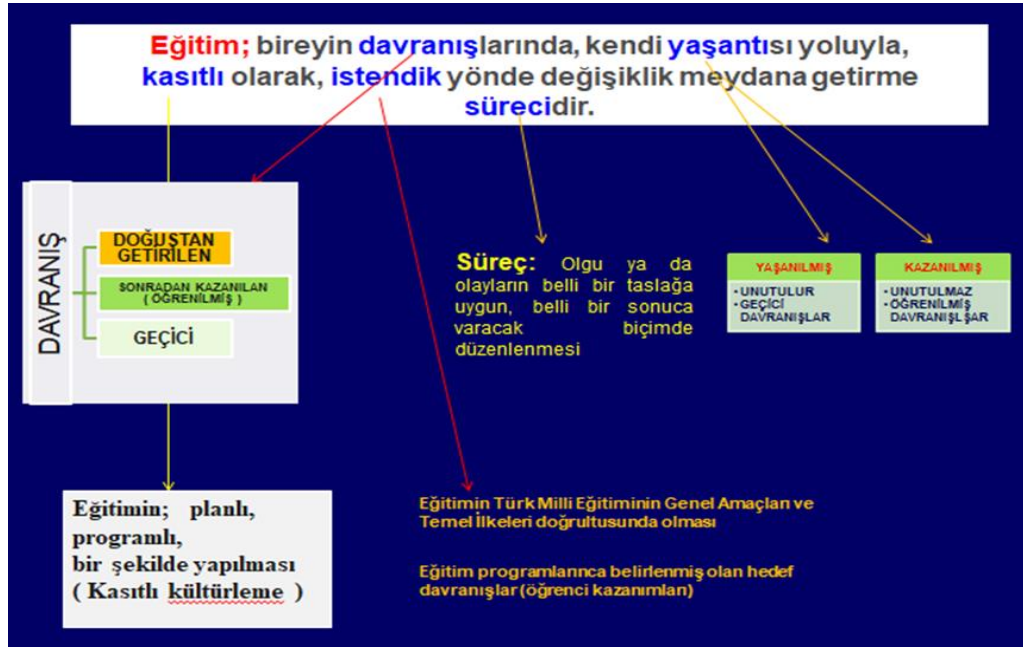 Eğitim; bireyin davranışlarında, kendi yaşantısı yoluyla,
kasıtlı olarak, istendik yönde değişiklik meydana getirme
sürecidir.
DAVRANIŞ
DOĞUŞTAN
GETİRİLEN
SONRADAN KAZANILAN
( ÖĞRENİLMİŞ )
GEÇİCİ
Süreç: Olgu ya da
olayların belli bir taslağa
uygun, belli bir sonuca
varacak biçimde
düzenlenmesi
YAŞANILMIŞ
• UNUTULUR
• GEÇİCİ
DAVRANIŞLAR
KAZANILMIŞ
• UNUTULMAZ
• ÖĞRENİLMİŞ
DAVRANIŞLŞAR
Eğitimin; planlı,
programlı,
bir şekilde yapılması
( Kasıtlı kültürleme )
Eğitimin Türk Milli Eğitiminin Genel Amaçları ve
Temel İlkeleri doğrultusunda olması
Eğitim programlarınca belirlenmiş olan hedef
davranışlar (öğrenci kazanımları)